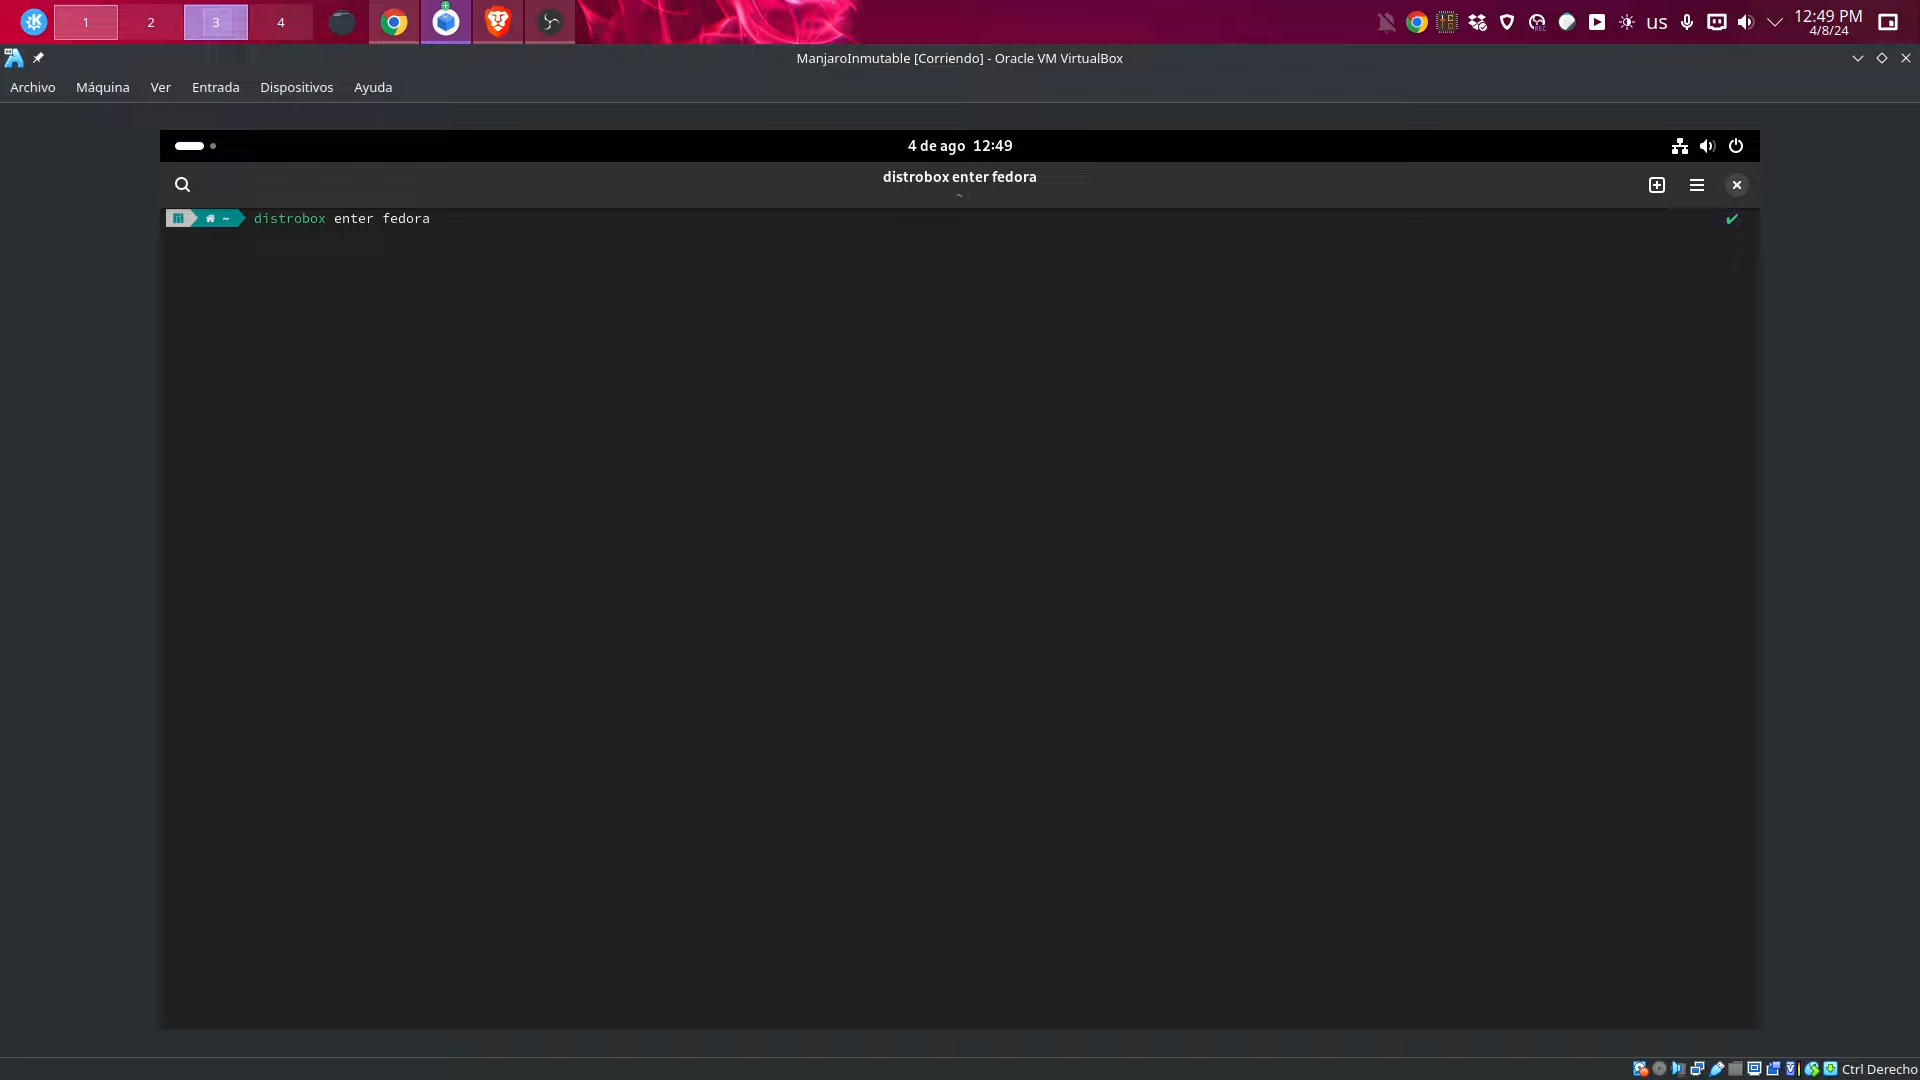 1 2 3 4
us
12:49 PM
4/8/24
ManjaroInmutable [Corriendo] - Oracle VM VirtualBox
Archivo Máquina Ver Entrada Dispositivos Ayuda
4 de ago 12:49
distrobox enter fedora
~
~ distrobox enter fedora
Ctrl Derecho